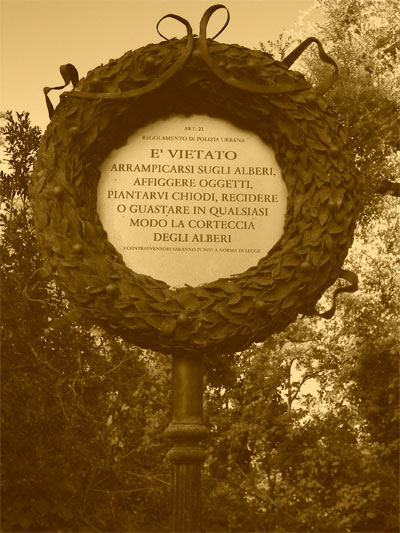 ART. 21
REGOLAMENTO DI POLIZIA URBANA
E' VIETATO
ARRAMPICARSI SUGLI ALBERI,
AFFIGGERE OGGETTI,
PIANTARVI CHIODI, RECIDERE
O GUASTARE IN QUALSIASI
MODO LA CORTECCIA
DEGLI ALBERI
I CONTRAVVENTORI SARANNO PUNITI A NORMA DI LEGGE